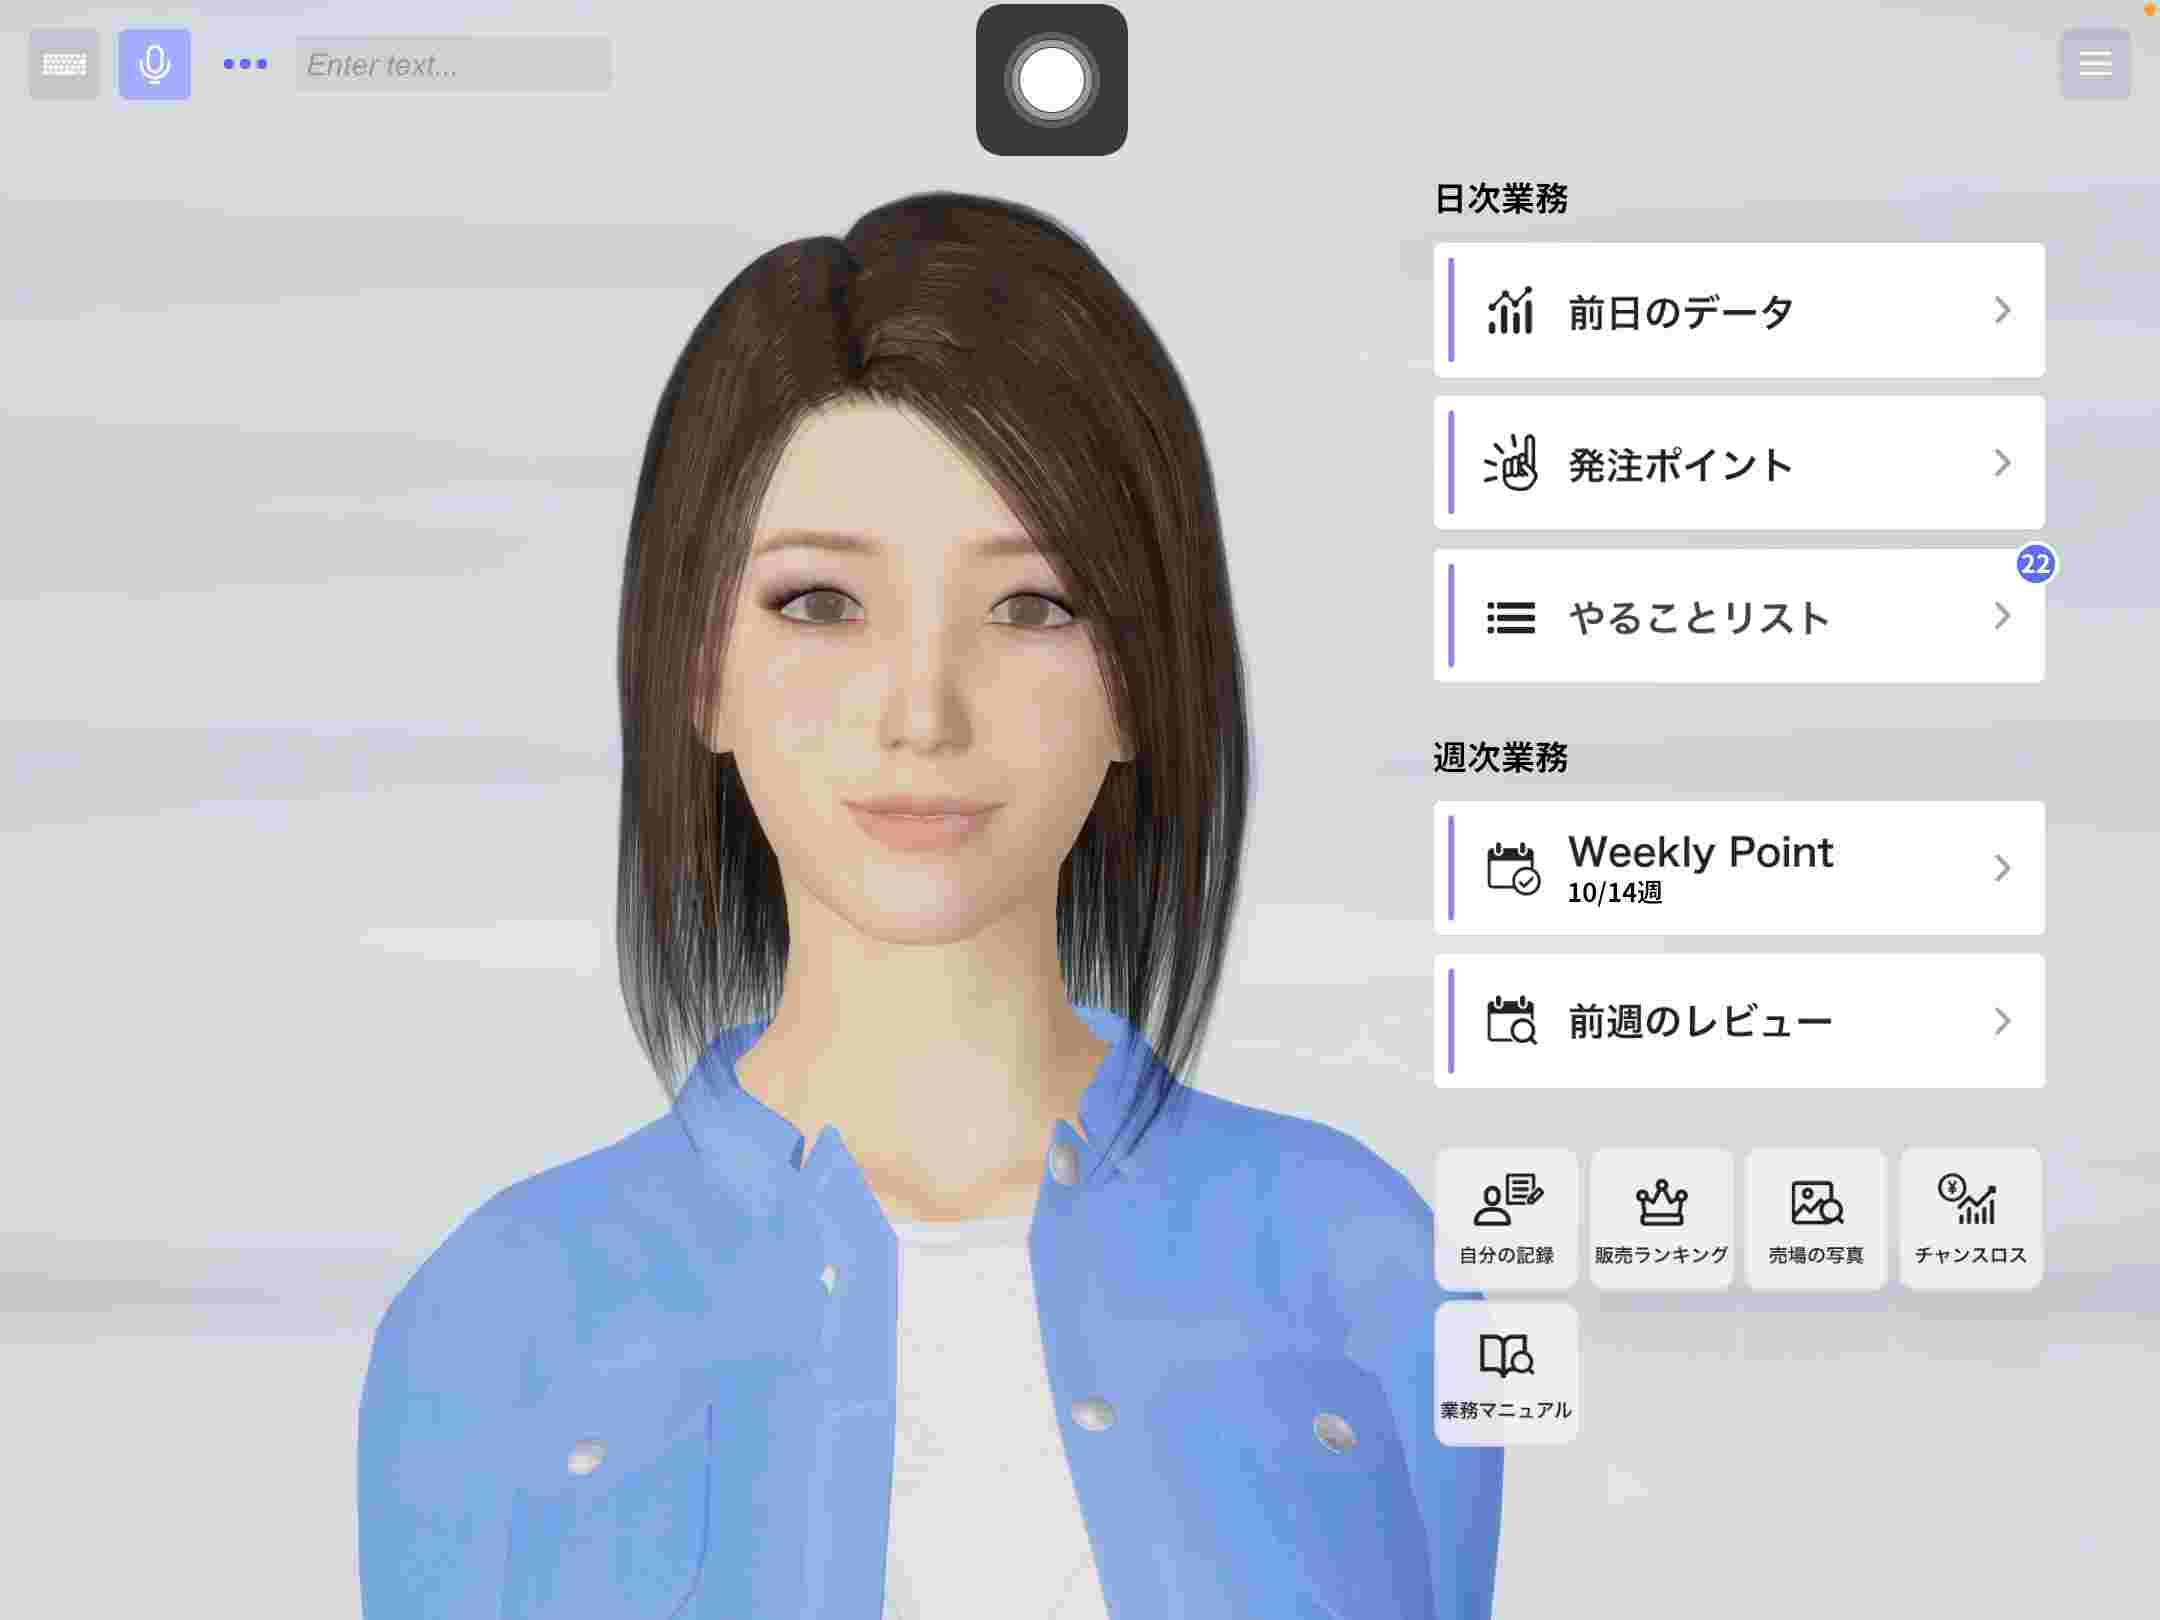 Enter text...
日次業務
前日のデータ
発注ポイント
22
やることリスト
週次業務
Weekly Point
10/14週
前週のレビュー
自分の記録
販売ランキング
売場の写真
¥
チャンスロス
業務マニュアル